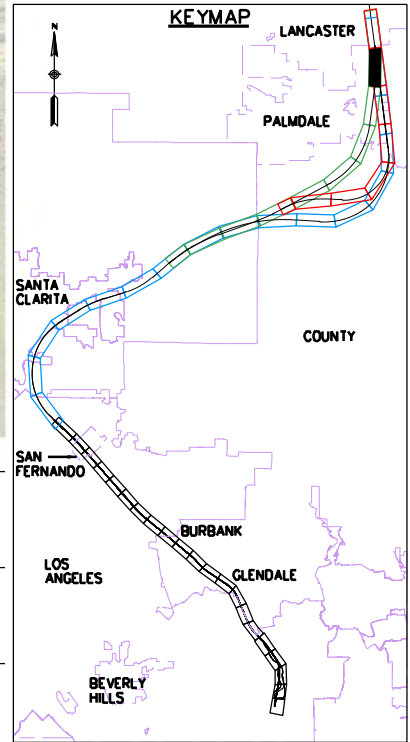 KEYMAP
N
LANCASTER
PALMDALE
SANTA
CLARITA
COUNTY
SAN
FERNANDO
BURBANK
LOS
ANGELES
GLENDALE
BEVERLY
HILLS